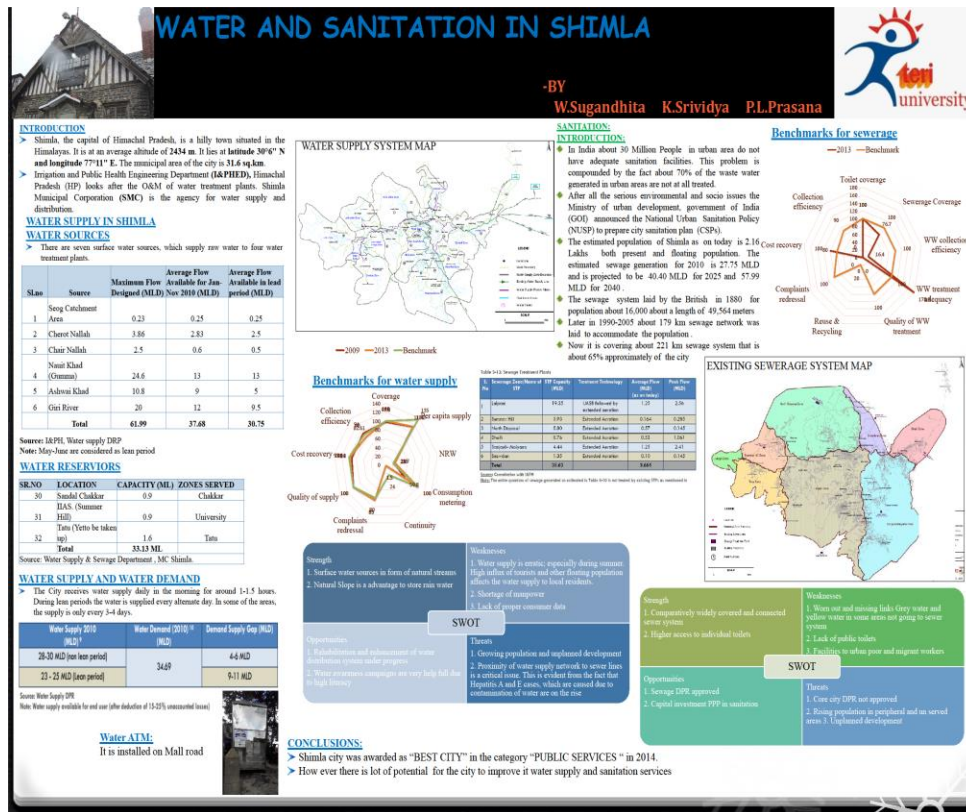 WATER AND SANITATION IN SHIMLA
-BY
W.Sugandhita K.Srividya P.L.Prasana
teri
university
INTRODUCTION
Shimla, the capital of Himachal Pradesh, is a hilly town situated in the
Himalayas. It is at an average altitude of 2434 m. It lies at latitude 30°6" N
and longitude 77°11" E. The municipal area of the city is 31.6 sq.km.
Irrigation and Public Health Engineering Department (I&PHED), Himachal
Pradesh (HP) looks after the O&M of water treatment plants. Shimla
Municipal Corporation (SMC) is the agency for water supply and
distribution.
WATER SUPPLY IN SHIMLA
WATER SOURCES
There are seven surface water sources, which supply raw water to four water
treatment plants.
Sl.no Source Maximum Flow Designed (MLD) Average Flow Available for Jan-Nov 2010 (MLD) Average Flow Available in lead period (MLD)
1 Seog Catchment Area 0.23 0.25 0.25
2 Cherot Nallah 3.86 2.83 2.5
3 Chair Nallah 2.5 0.6 0.5
4 Nauti Khad (Gumma) 24.6 13 13
5 Ashwai Khad 10.8 9 5
6 Giri River 20 12 9.5
Total 61.99 37.68 30.75
Source: I&PH, Water supply DRP
Note: May-June are considered as lean period
WATER RESERVIORS
SR.NO LOCATION CAPACITY (ML) ZONES SERVED
30 Sandal Chakkar 0.9 Chakkar
31 IIAS. (Summer Hill) 0.9 University
32 Tatu (Yetto be taken up) 1.6 Tatu
Total 33.13 ML
Source: Water Supply & Sewage Department , MC Shimla.
WATER SUPPLY AND WATER DEMAND
The City receives water supply daily in the morning for around 1-1.5 hours.
During lean periods the water is supplied every alternate day. In some of the areas,
the supply is only every 3-4 days.
Water Supply 2010 (MLD) Water Demand (2010) (MLD) Demand Supply Gap (MLD)
28-30 MLD (non lean period) 34.69 4-6 MLD
23 - 25 MLD (Lean period) 9-11 MLD
Source: Water Supply DPR
Note: Water supply available for end user (after deduction of 15-25% unaccounted losses)
Water ATM:
It is installed on Mall road
WATER SUPPLY SYSTEM MAP
2009 2013 Benchmark
Benchmarks for water supply
Coverage
per capita supply
NRW
Consumption metering
Continuity
Complaints redressal
Quality of supply
Cost recovery
Collection efficiency
SANITATION:
INTRODUCTION:
In India about 30 Million People in urban area do not
have adequate sanitation facilities. This problem is
compounded by the fact about 70% of the waste water
generated in urban areas are not at all treated.
After all the serious environmental and socio issues the
Ministry of urban development, government of India
(GOI) announced the National Urban Sanitation Policy
(NUSP) to prepare city sanitation plan (CSPs).
The estimated population of Shimla as on today is 2.16
Lakhs both present and floating population. The
estimated sewage generation for 2010 is 27.75 MLD
and is projected to be 40.40 MLD for 2025 and 57.99
MLD for 2040 .
The sewage system laid by the British in 1880 for
population about 16,000 about a length of 49,564 meters
Later in 1990-2005 about 179 km sewage network was
laid to accommodate the population .
Now it is covering about 221 km sewage system that is
about 65% approximately of the city
Benchmarks for sewerage
2013 Benchmark
Toilet coverage
Sewerage Coverage
WW collection efficiency
WW treatment adequacy
Quality of WW treatment
Reuse & Recycling
Complaints redressal
Cost recovery
Collection efficiency
EXISTING SEWERAGE SYSTEM MAP
Strength
1. Surface water sources in form of natural streams
2. Natural Slope is a advantage to store rain water
Weaknesses
1. Water supply is erratic; especially during summer
High influx of tourists and other floating population
affects the water supply to local residents.
2. Shortage of manpower
3. Lack of proper consumer data
SWOT
Opportunities
1. Rehabilitation and enhancement of water
distribution system under progress
2. Water awareness campaigns are very help full due
to high literacy
Threats
1. Growing population and unplanned development
2. Proximity of water supply network to sewer lines
is a critical issue. This is evident from the fact that
Hepatitis A and E cases, which are caused due to
contamination of water are on the rise
Strength
1. Comparatively widely covered and connected
sewer system
2. Higher access to individual toilets
Weaknesses
1. Worn out and missing links Grey water and
yellow water in some areas not going to sewer
system
2. Lack of public toilets
3. Facilities to urban poor and migrant workers
SWOT
Opportunities
1. Sewage DPR approved
2. Capital investment PPP in sanitation
Threats
1. Core city DPR not approved
2. Rising population in peripheral and un served
areas 3. Unplanned development
CONCLUSIONS:
Shimla city was awarded as “BEST CITY” in the category “PUBLIC SERVICES “ in 2014.
How ever there is lot of potential for the city to improve it water supply and sanitation services